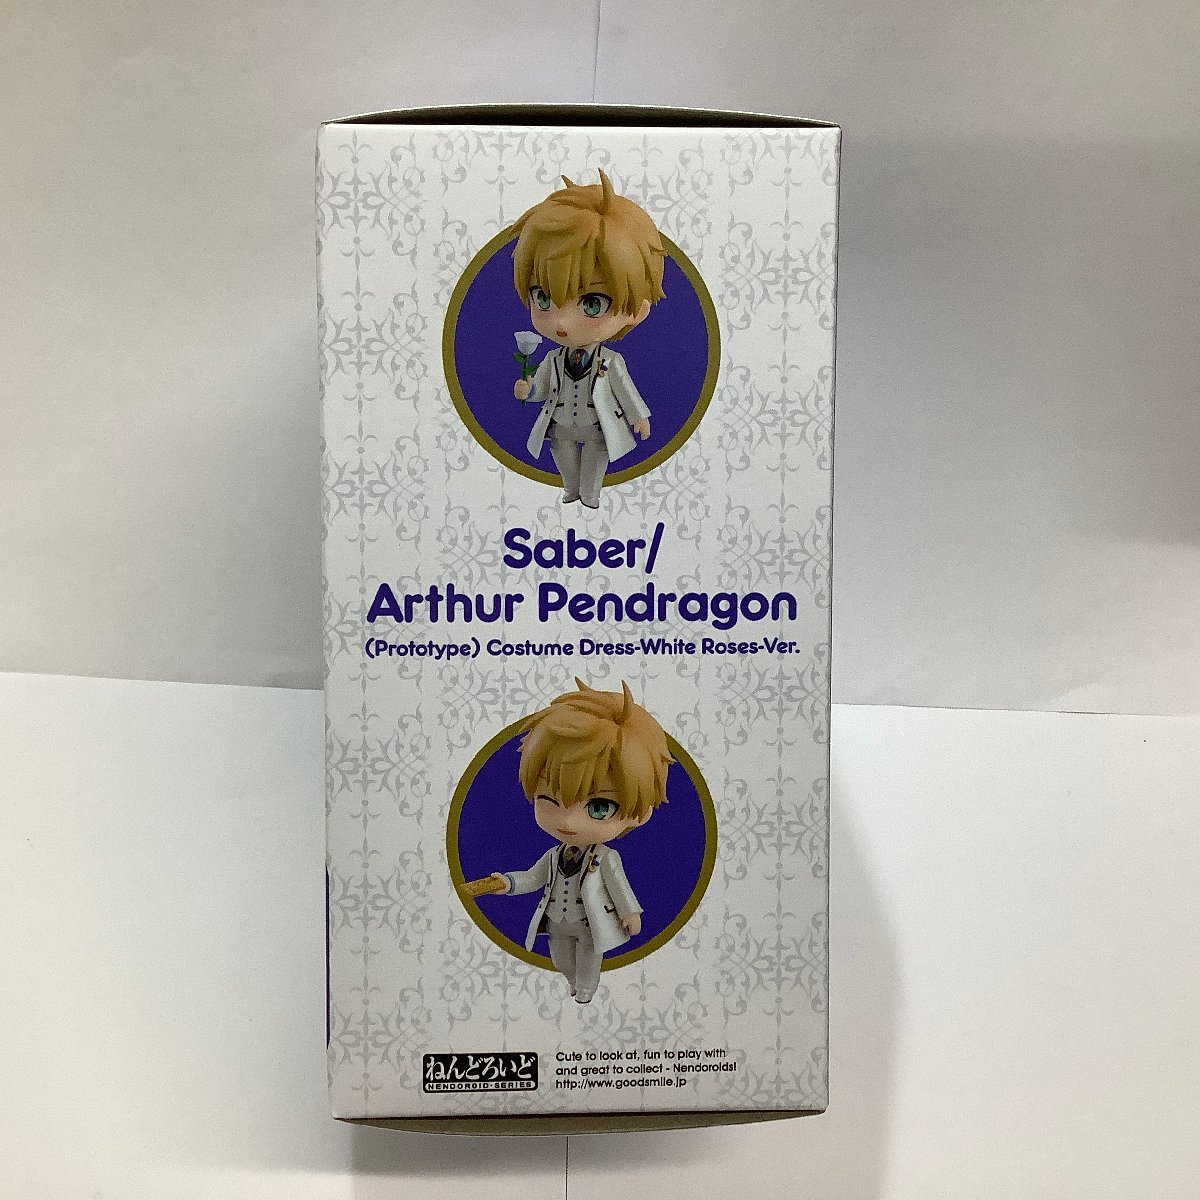 Saber/
Arthur Pendragon
(Prototype) Costume Dress-White Roses-Ver.
ねんどろいど
NENDOROID-SERIES
Cute to look at, fun to play with
and great to collect - Nendoroids!
http://www.goodsmile.jp